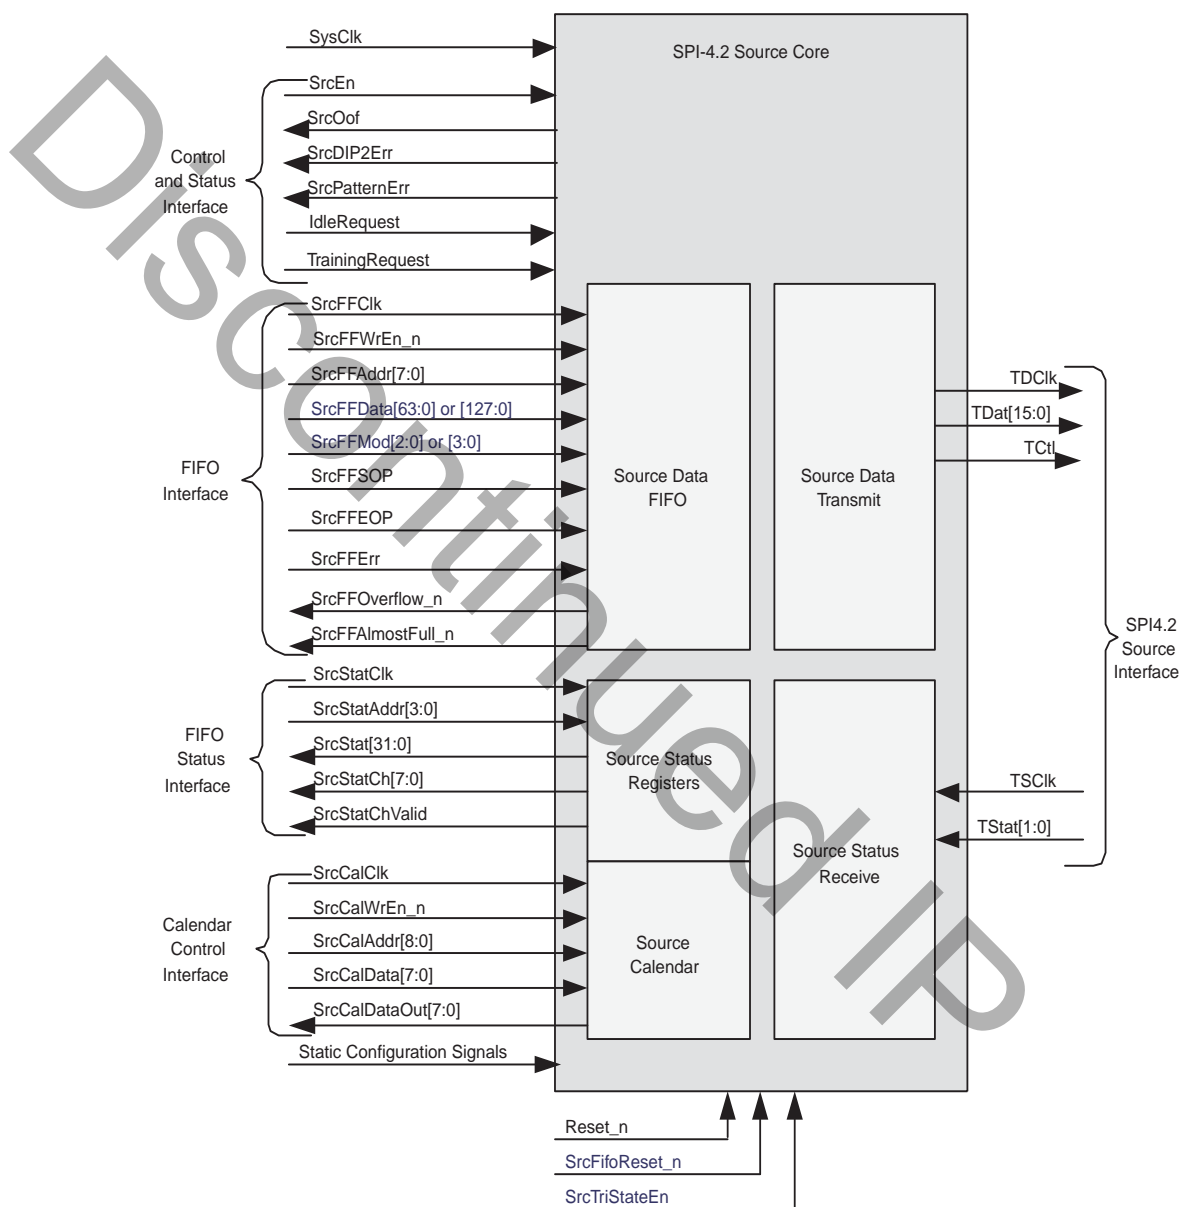 SysClk
SPI-4.2 Source Core
SrcEn
SrcOof
SrcDIP2Err
SrcPatternErr
IdleRequest
TrainingRequest
Control
and Status
Interface
SrcFFClk
SrcFFWrEn_n
SrcFFAddr[7:0]
SrcFFData[63:0] or [127:0]
SrcFFMod[2:0] or [3:0]
SrcFFSOP
SrcFFEOP
SrcFFErr
SrcFFOverflow_n
SrcFFAlmostFull_n
FIFO
Interface
Source Data
FIFO
Source Data
Transmit
TDClk
TDat[15:0]
TCtl
SPI4.2
Source
Interface
SrcStatClk
SrcStatAddr[3:0]
SrcStat[31:0]
SrcStatCh[7:0]
SrcStatChValid
FIFO
Status
Interface
Source Status
Registers
TSClk
TStat[1:0]
Source Status
Receive
SrcCalClk
SrcCalWrEn_n
SrcCalAddr[8:0]
SrcCalData[7:0]
SrcCalDataOut[7:0]
Calendar
Control
Interface
Source
Calendar
Static Configuration Signals
Reset_n
SrcFifoReset_n
SrcTriStateEn
Discontinued IP